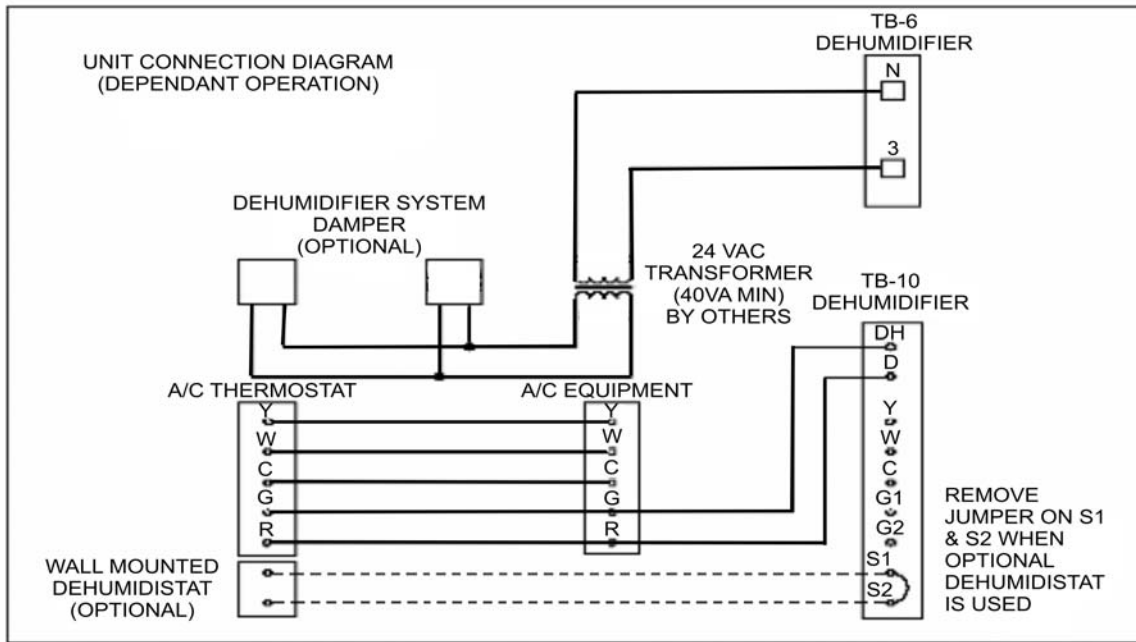 UNIT CONNECTION DIAGRAM
(DEPENDANT OPERATION)
TB-6
DEHUMIDIFIER
N
3
DEHUMIDIFIER SYSTEM
DAMPER
(OPTIONAL)
24 VAC
TRANSFORMER
(40VA MIN)
BY OTHERS
TB-10
DEHUMIDIFIER
DH
D
Y
W
C
G1
G2
S1
S2
A/C THERMOSTAT
Y
W
C
G
R
A/C EQUIPMENT
Y
W
C
G
R
WALL MOUNTED
DEHUMIDISTAT
(OPTIONAL)
REMOVE
JUMPER ON S1
& S2 WHEN
OPTIONAL
DEHUMIDISTAT
IS USED